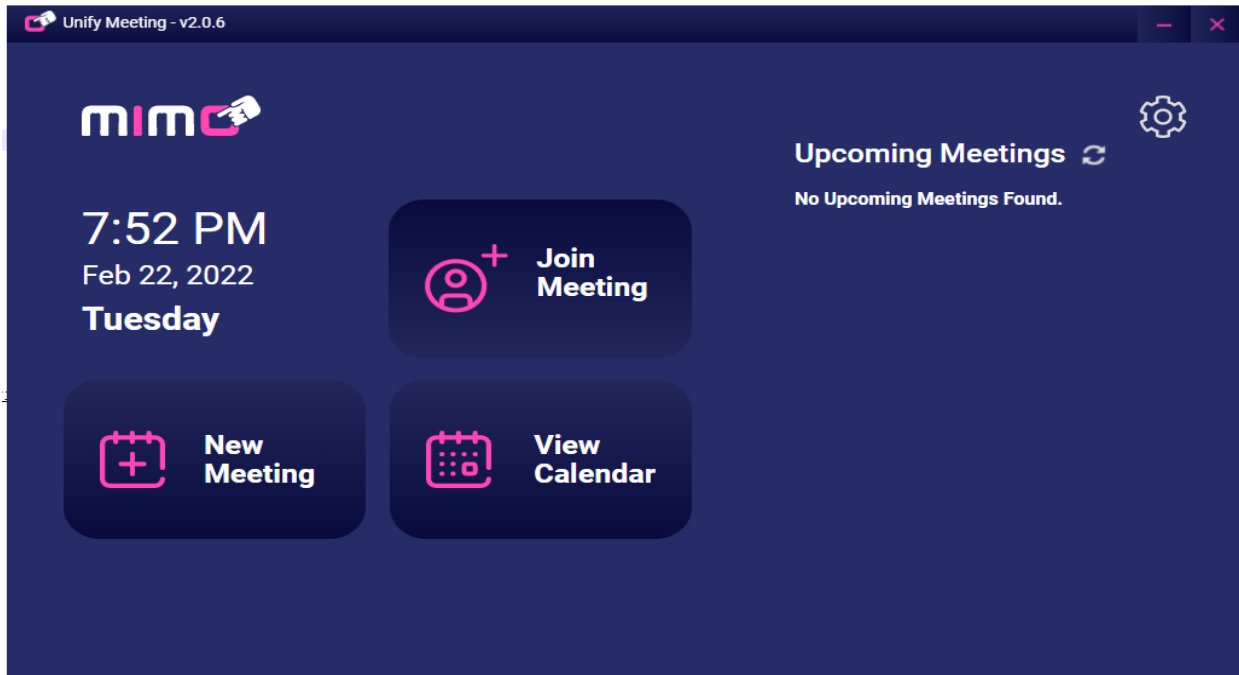 Unify Meeting - v2.0.6
mimo
Upcoming Meetings
No Upcoming Meetings Found.
7:52 PM
Feb 22, 2022
Tuesday
Join
Meeting
New
Meeting
View
Calendar